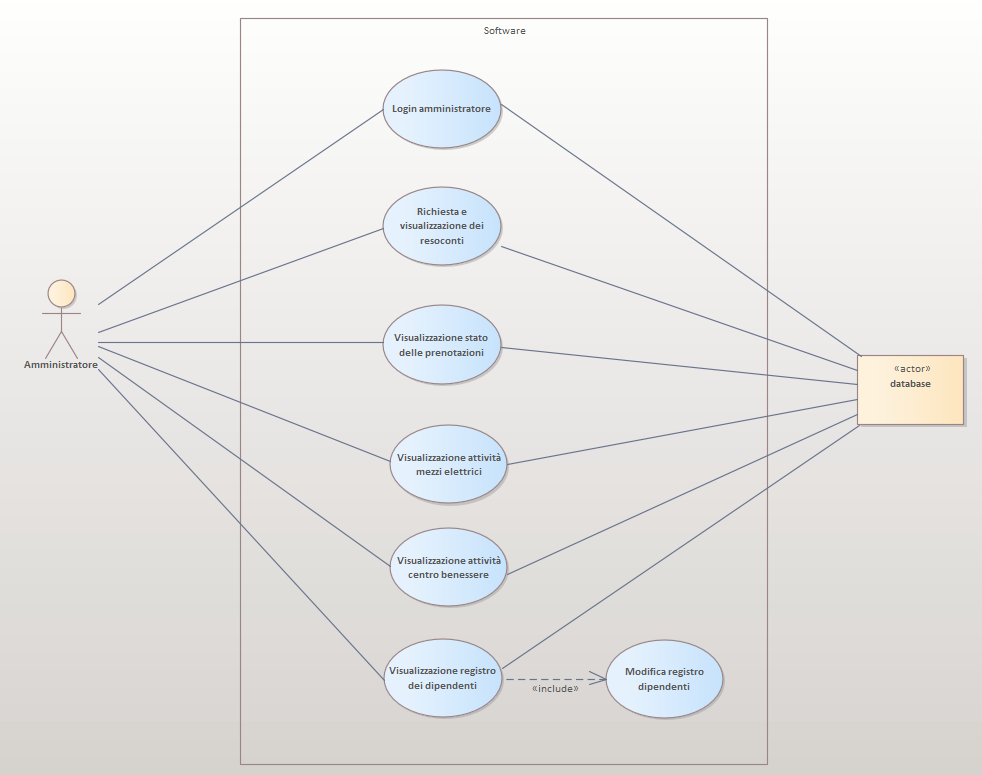 Software
Login amministratore
Richiesta e
visualizzazione dei
resoconti
Visualizzazione stato
delle prenotazioni
Amministratore
«actor»
database
Visualizzazione attività
mezzi elettrici
Visualizzazione attività
centro benessere
Visualizzazione registro
dei dipendenti
«include»
Modifica registro
dipendenti